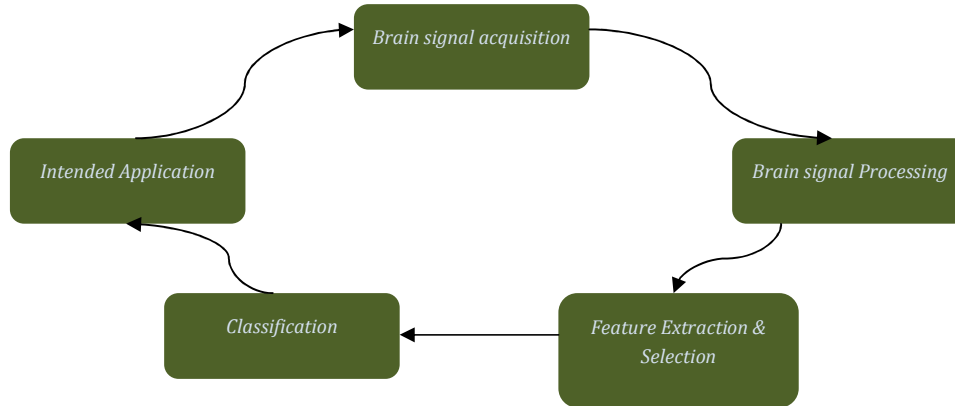 Brain signal acquisition
Intended Application
Brain signal Processing
Classification
Feature Extraction &
Selection